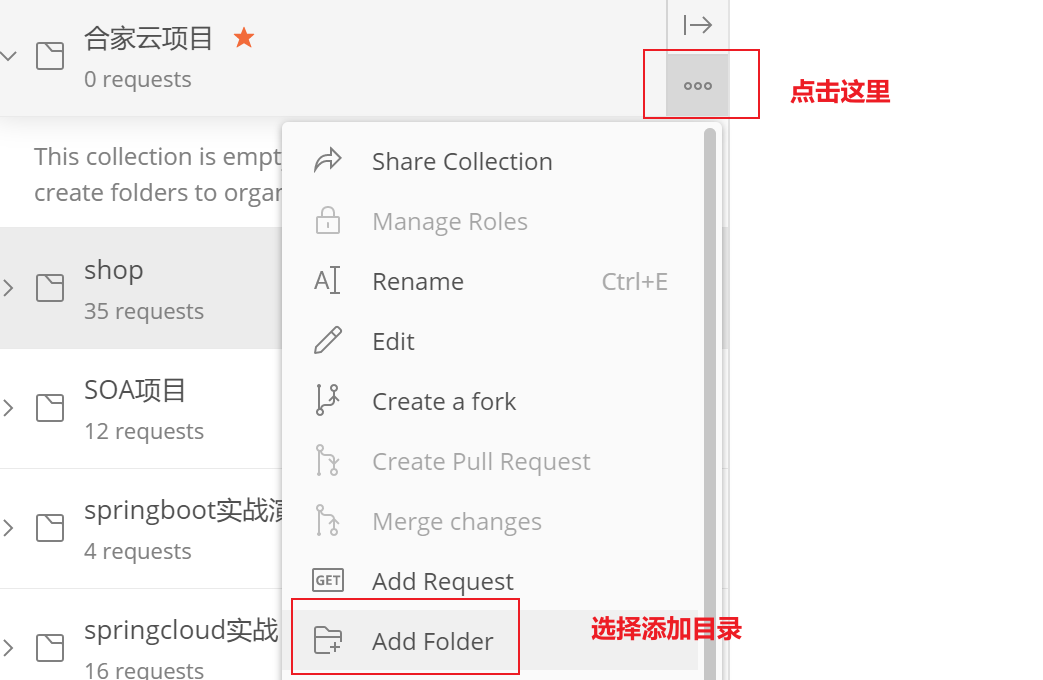 合家云项目
0 requests
点击这里
This collection is empt
create folders to organ
Share Collection
Manage Roles
Rename Ctrl+E
Edit
Create a fork
Create Pull Request
Merge changes
GET Add Request
Add Folder
选择添加目录
shop
35 requests
SOA项目
12 requests
springboot实战演
4 requests
springcloud实战
16 requests